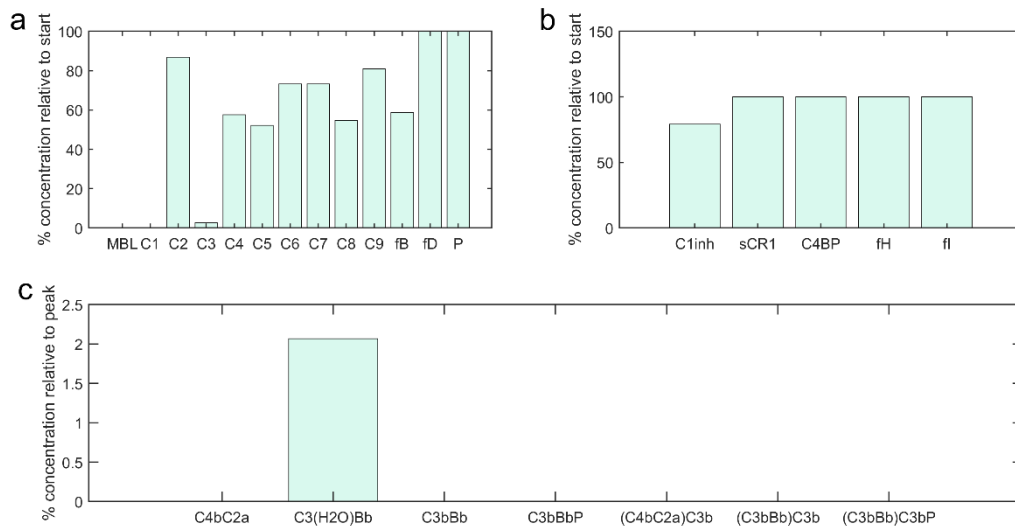 a
% concentration relative to start
100
80
60
40
20
0
MBL C1 C2 C3 C4 C5 C6 C7 C8 C9 fB fD P
b
% concentration relative to start
150
100
50
0
C1inh sCR1 C4BP fH fI
c
% concentration relative to peak
2.5
2
1.5
1
0.5
0
C4bC2a C3(H2O)Bb C3bBb C3bBbP (C4bC2a)C3b (C3bBb)C3b (C3bBb)C3bP